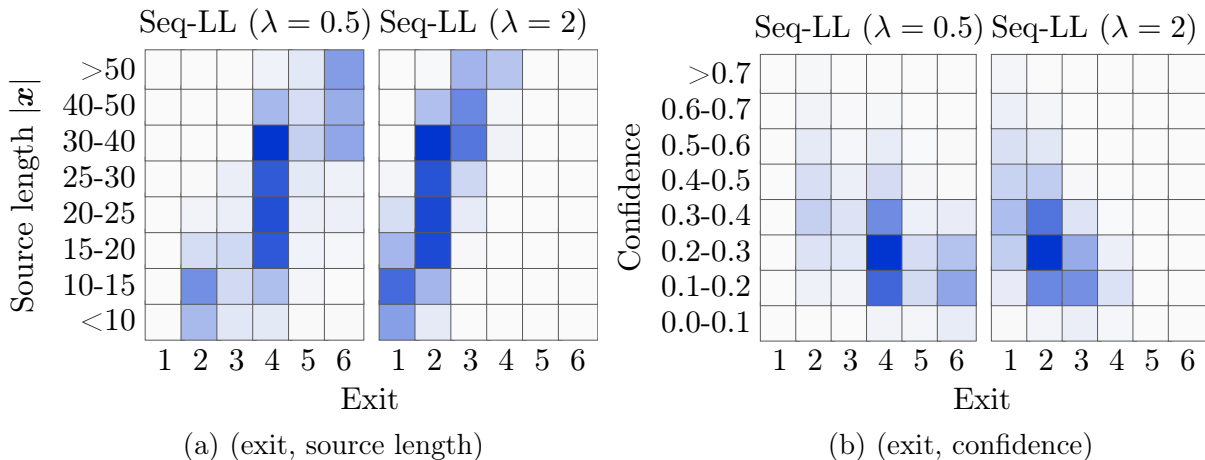 Seq-LL (λ = 0.5) Seq-LL (λ = 2)
Source length |x|
>50
40-50
30-40
25-30
20-25
15-20
10-15
<10
1 2 3 4 5 6 1 2 3 4 5 6
Exit
(a) (exit, source length)
Seq-LL (λ = 0.5) Seq-LL (λ = 2)
Confidence
>0.7
0.6-0.7
0.5-0.6
0.4-0.5
0.3-0.4
0.2-0.3
0.1-0.2
0.0-0.1
1 2 3 4 5 6 1 2 3 4 5 6
Exit
(b) (exit, confidence)